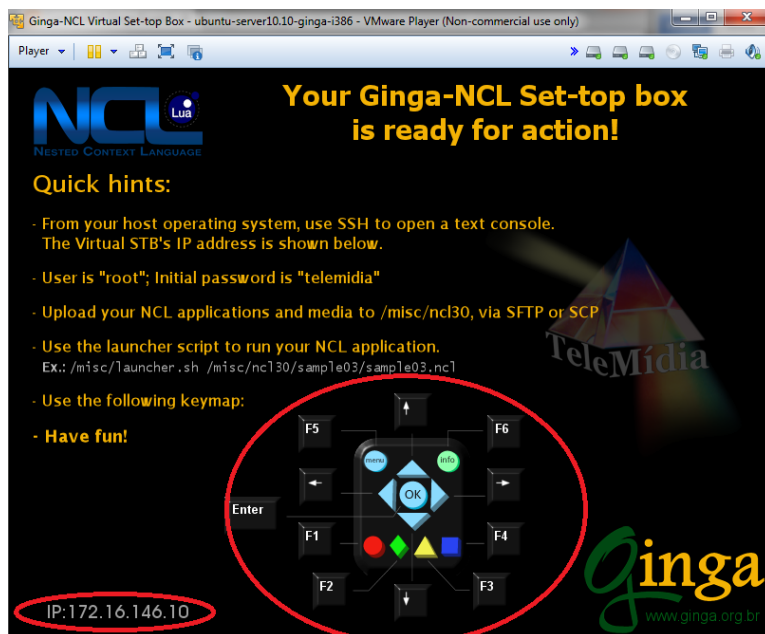 Ginga-NCL Virtual Set-top Box - ubuntu-server10.10-ginga-i386 - VMware Player (Non-commercial use only)
Player
NCL
Lua
NESTED CONTEXT LANGUAGE
Your Ginga-NCL Set-top box
is ready for action!
Quick hints:
- From your host operating system, use SSH to open a text console.
The Virtual STB's IP address is shown below.
- User is "root"; Initial password is "telemidia"
- Upload your NCL applications and media to /misc/ncl30, via SFTP or SCP
- Use the launcher script to run your NCL application.
Ex.: /misc/launcher.sh /misc/ncl30/sample03/sample03.ncl
TeleMídia
- Use the following keymap:
- Have fun!
F5
F6
menu
info
OK
Enter
F1
F4
F2
F3
IP:172.16.146.10
ginga
www.ginga.org.br